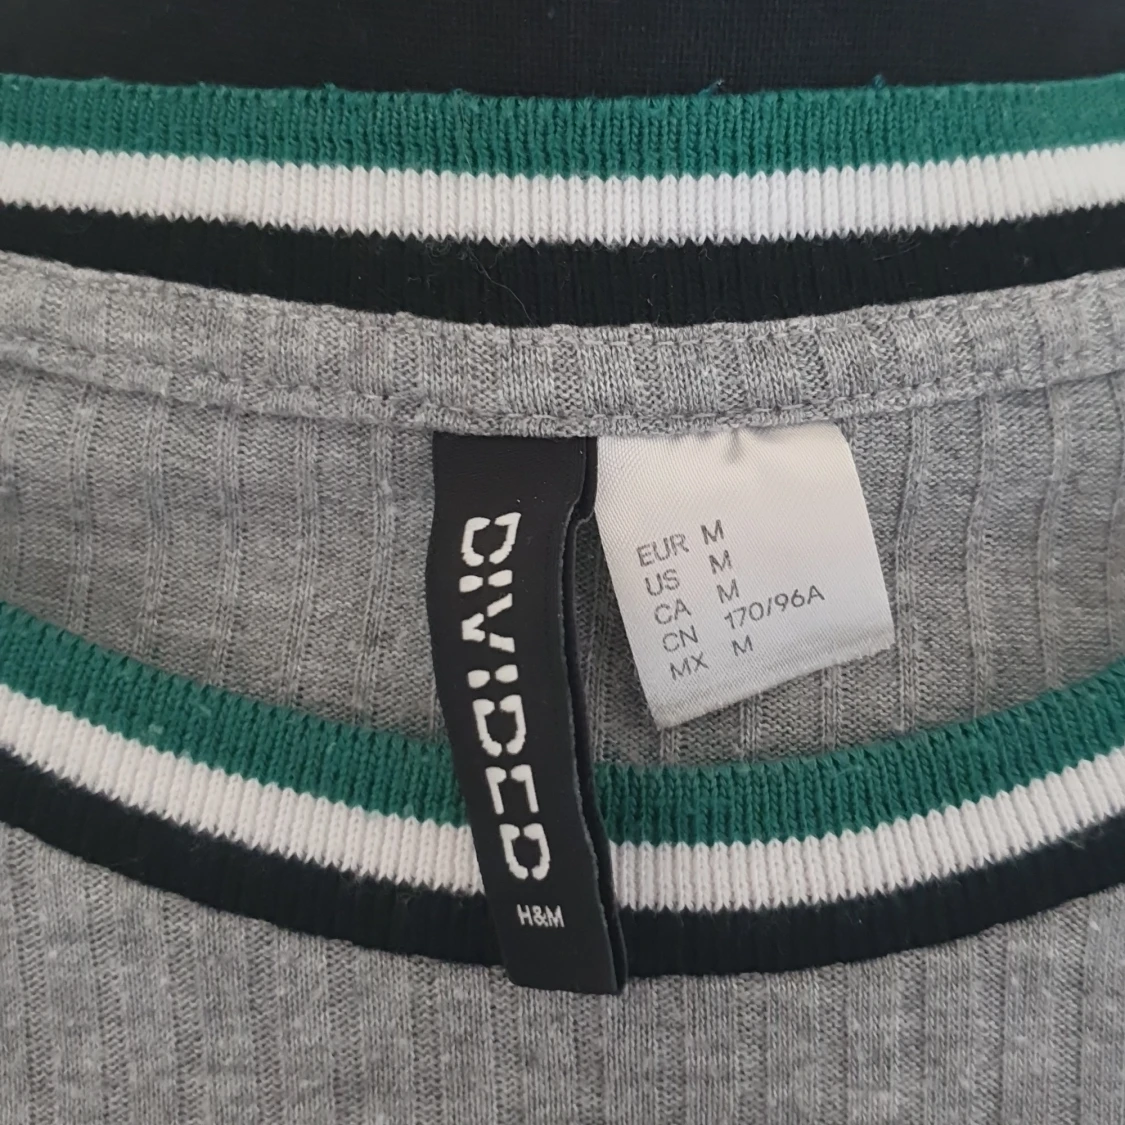 DIVIDED
H&M
EUR M
US M
CA M
CN 170/96A
MX M